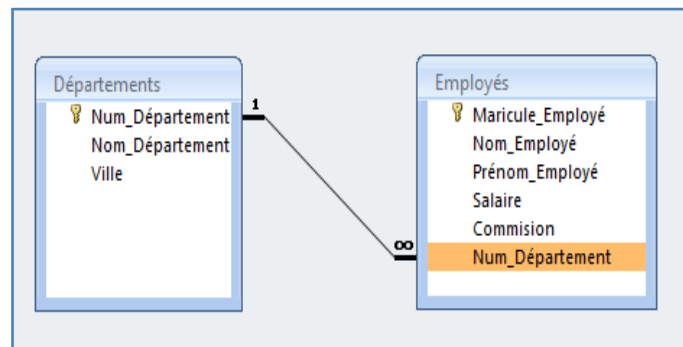 Départements
Num_Département
Nom_Département
Ville
1
∞
Employés
Maricule_Employé
Nom_Employé
Prénom_Employé
Salaire
Commision
Num_Département